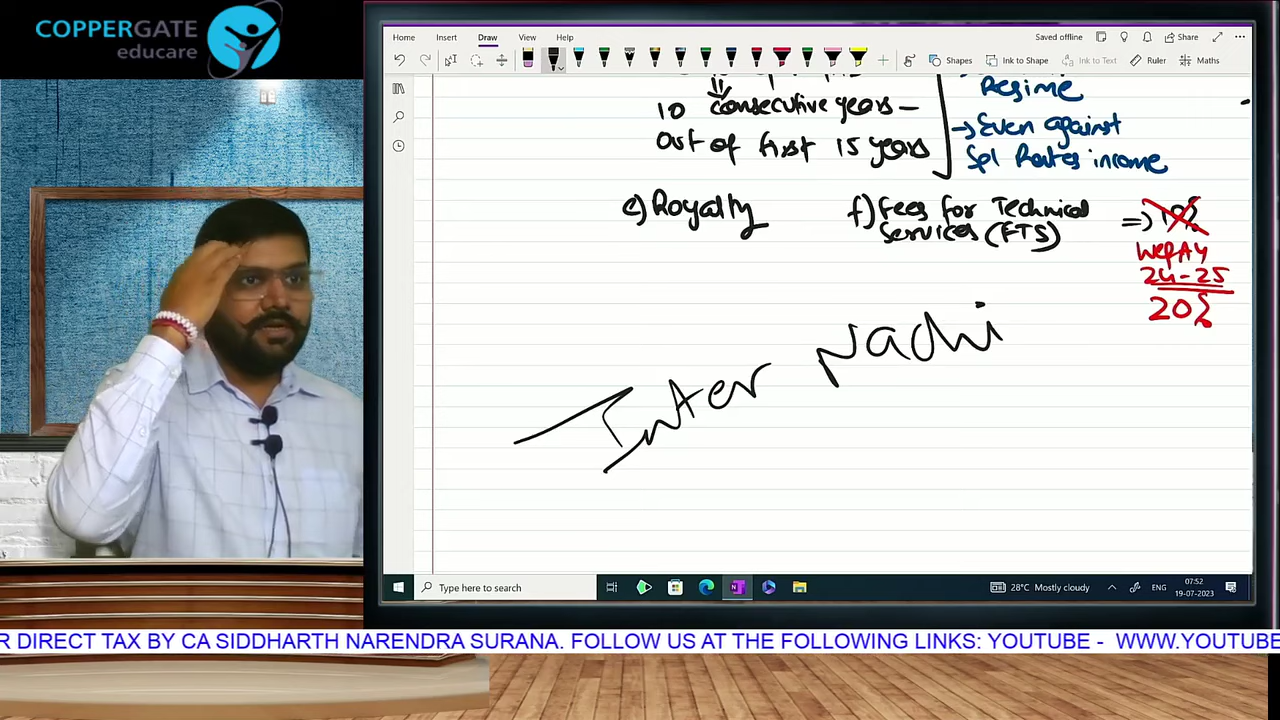 COPPERGATE
educare
Home Insert Draw View Help
Saved offline
Share
Shapes
Ink to Shape
Ink to Text
Ruler
Maths
Regime
10 consecutive years –
out of first 15 years
→ Even against
Spl Rates income
e) Royalty
f) Fees for Technical
Services (FTS)
=> 10%
Wef AY
24-25
20%
Inter Nadhi
Type here to search
28°C Mostly cloudy
ENG
07:52
19-07-2023
R DIRECT TAX BY CA SIDDHARTH NARENDRA SURANA. FOLLOW US AT THE FOLLOWING LINKS: YOUTUBE - WWW.YOUTUBE